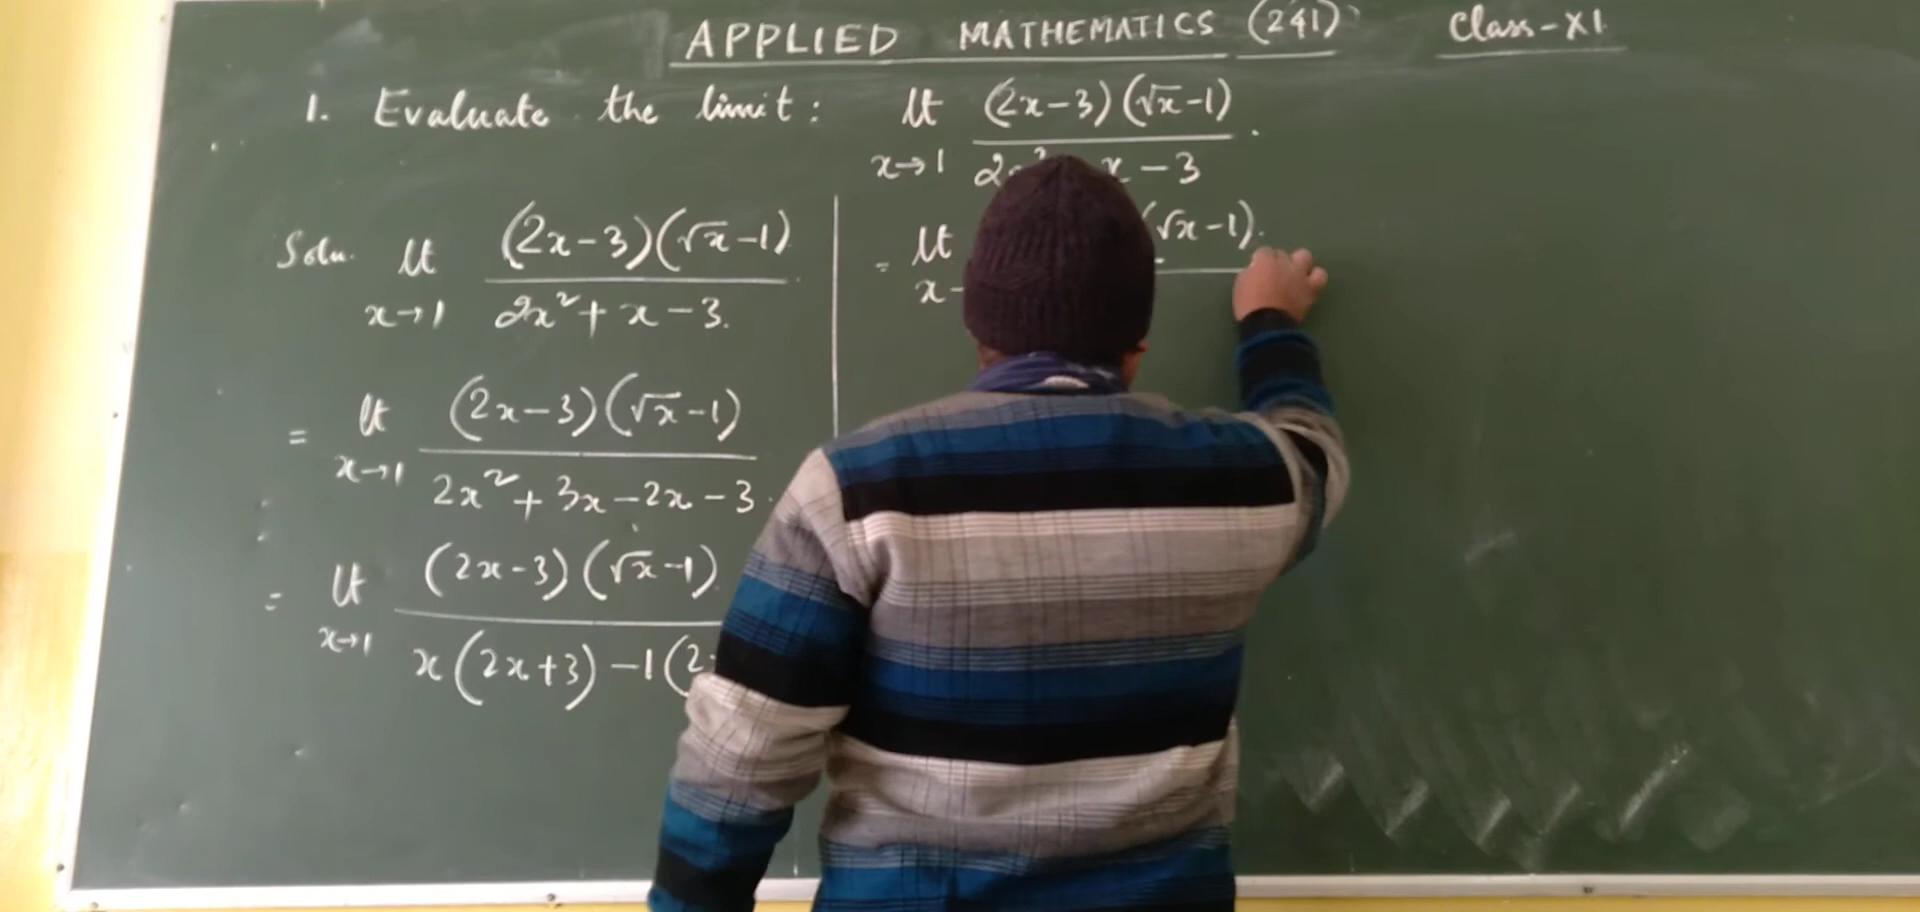 APPLIED MATHEMATICS (241) Class-XI
1. Evaluate the limit: lt (2x-3)(√x-1)
x→1 2 x-3
Soln. lt (2x-3)(√x-1)
x→1 2x²+x-3.
= lt (2x-3)(√x-1)
x→1 2x²+3x-2x-3.
= lt (2x-3)(√x-1)
x→1 x(2x+3)-1(2
= lt (√x-1).
x-